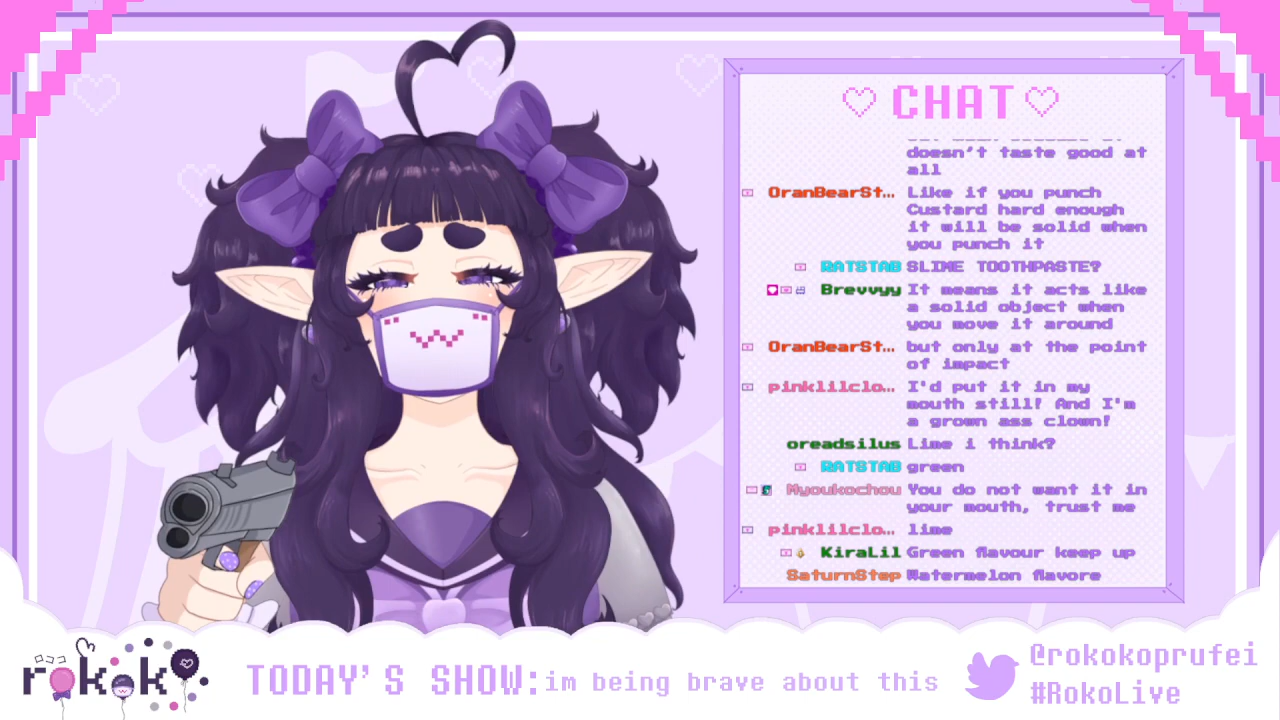 CHAT
doesn't taste good at
all
OranBearSt... Like if you punch
Custard hard enough
it will be solid when
you punch it
RATSTAB SLIME TOOTHPASTE?
Brevvyy It means it acts like
a solid object when
you move it around
OranBearSt... but only at the point
of impact
pinklilclo... I'd put it in my
mouth still! And I'm
a grown ass clown!
oreadsilus Lime i think?
RATSTAB green
Myoukochou You do not want it in
your mouth, trust me
pinklilclo... lime
KiraLil Green flavour keep up
SaturnStep Watermelon flavore
ロココ
rokoko
TODAY'S SHOW: im being brave about this
@rokokoprufei
#RokoLive